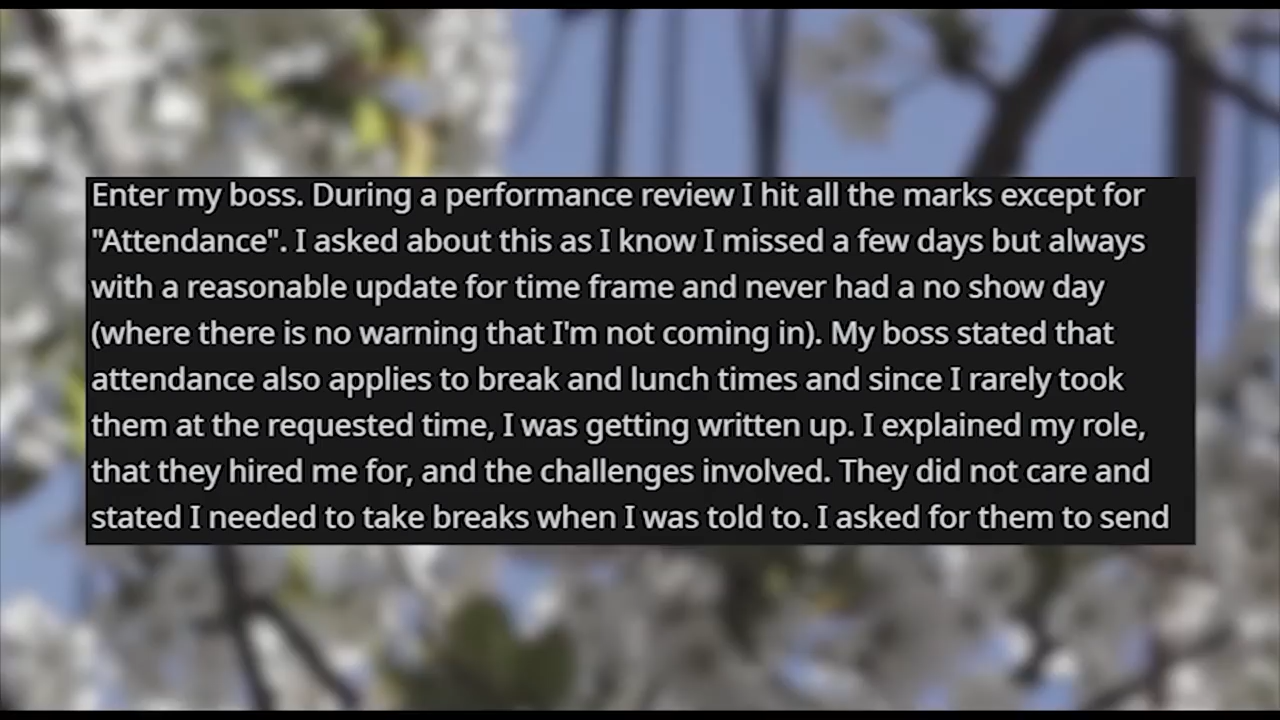 Enter my boss. During a performance review I hit all the marks except for
"Attendance". I asked about this as I know I missed a few days but always
with a reasonable update for time frame and never had a no show day
(where there is no warning that I'm not coming in). My boss stated that
attendance also applies to break and lunch times and since I rarely took
them at the requested time, I was getting written up. I explained my role,
that they hired me for, and the challenges involved. They did not care and
stated I needed to take breaks when I was told to. I asked for them to send